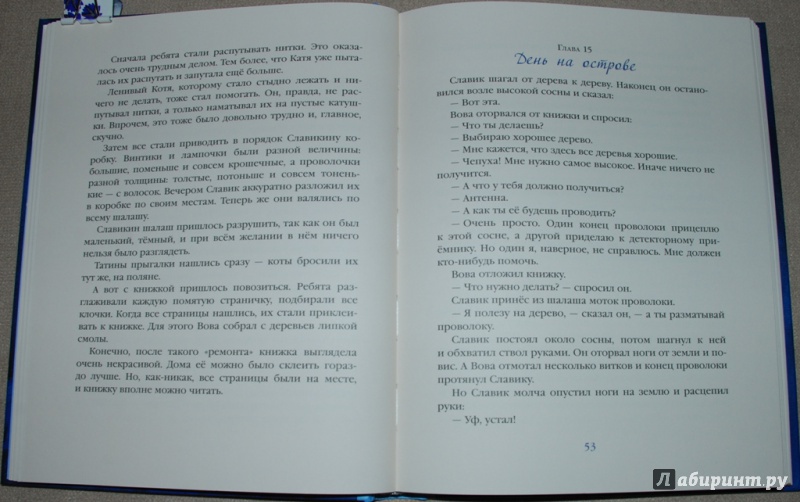 Сначала ребята стали распутывать нитки. Это оказа-
лось очень трудным делом. Тем более, что Катя уже пыта-
лась их распутать и запутала ещё больше.
Ленивый Котя, которому стало стыдно лежать и ни-
чего не делать, тоже стал помогать. Он, правда, не рас-
путывал нитки, а только наматывал их на пустые катуш-
ки. Впрочем, это тоже было довольно трудно и, главное,
скучно.
Затем все стали приводить в порядок Славикину ко-
робку. Винтики и лампочки были разной величины:
большие, поменьше и совсем крошечные, а проволочки
разной толщины: толстые, потоньше и совсем тонень-
кие — с волосок. Вечером Славик аккуратно разложил их
в коробке по своим местам. Теперь же они валялись по
всему шалашу.
Славикин шалаш пришлось разрушить, так как он был
маленький, тёмный, и при всём желании в нём ничего
нельзя было разглядеть.
Татины прыгалки нашлись сразу — коты бросили их
тут же, на поляне.
А вот с книжкой пришлось повозиться. Ребята раз-
глаживали каждую помятую страничку, подбирали все
клочки. Когда все страницы нашлись, их стали приклеи-
вать к книжке. Для этого Вова собрал с деревьев липкой
смолы.
Конечно, после такого «ремонта» книжка выглядела
очень некрасивой. Дома её можно было склеить гораз-
до лучше. Но, как-никак, все страницы были на месте,
и книжку вполне можно читать.
Глава 15
День на острове
Славик шагал от дерева к дереву. Наконец он остано-
вился возле высокой сосны и сказал:
— Вот эта.
Вова оторвался от книжки и спросил:
— Что ты делаешь?
— Выбираю хорошее дерево.
— Мне кажется, что здесь все деревья хорошие.
— Чепуха! Мне нужно самое высокое. Иначе ничего не
получится.
— А что у тебя должно получиться?
— Антенна.
— А как ты её будешь проводить?
— Очень просто. Один конец проволоки прицеплю
к этой сосне, а другой приделаю к детекторному при-
ёмнику. Но один я, наверное, не справлюсь. Мне должен
кто-нибудь помочь.
Вова отложил книжку.
— Что нужно делать? — спросил он.
Славик принёс из шалаша моток проволоки.
— Я полезу на дерево, — сказал он, — а ты разматывай
проволоку.
Славик постоял около сосны, потом шагнул к ней
и обхватил ствол руками. Он оторвал ноги от земли и по-
вис. А Вова отмотал несколько витков и конец проволоки
протянул Славику.
Но Славик молча опустил ноги на землю и расцепил
руки:
— Уф, устал!
53
Лабиринт.ру